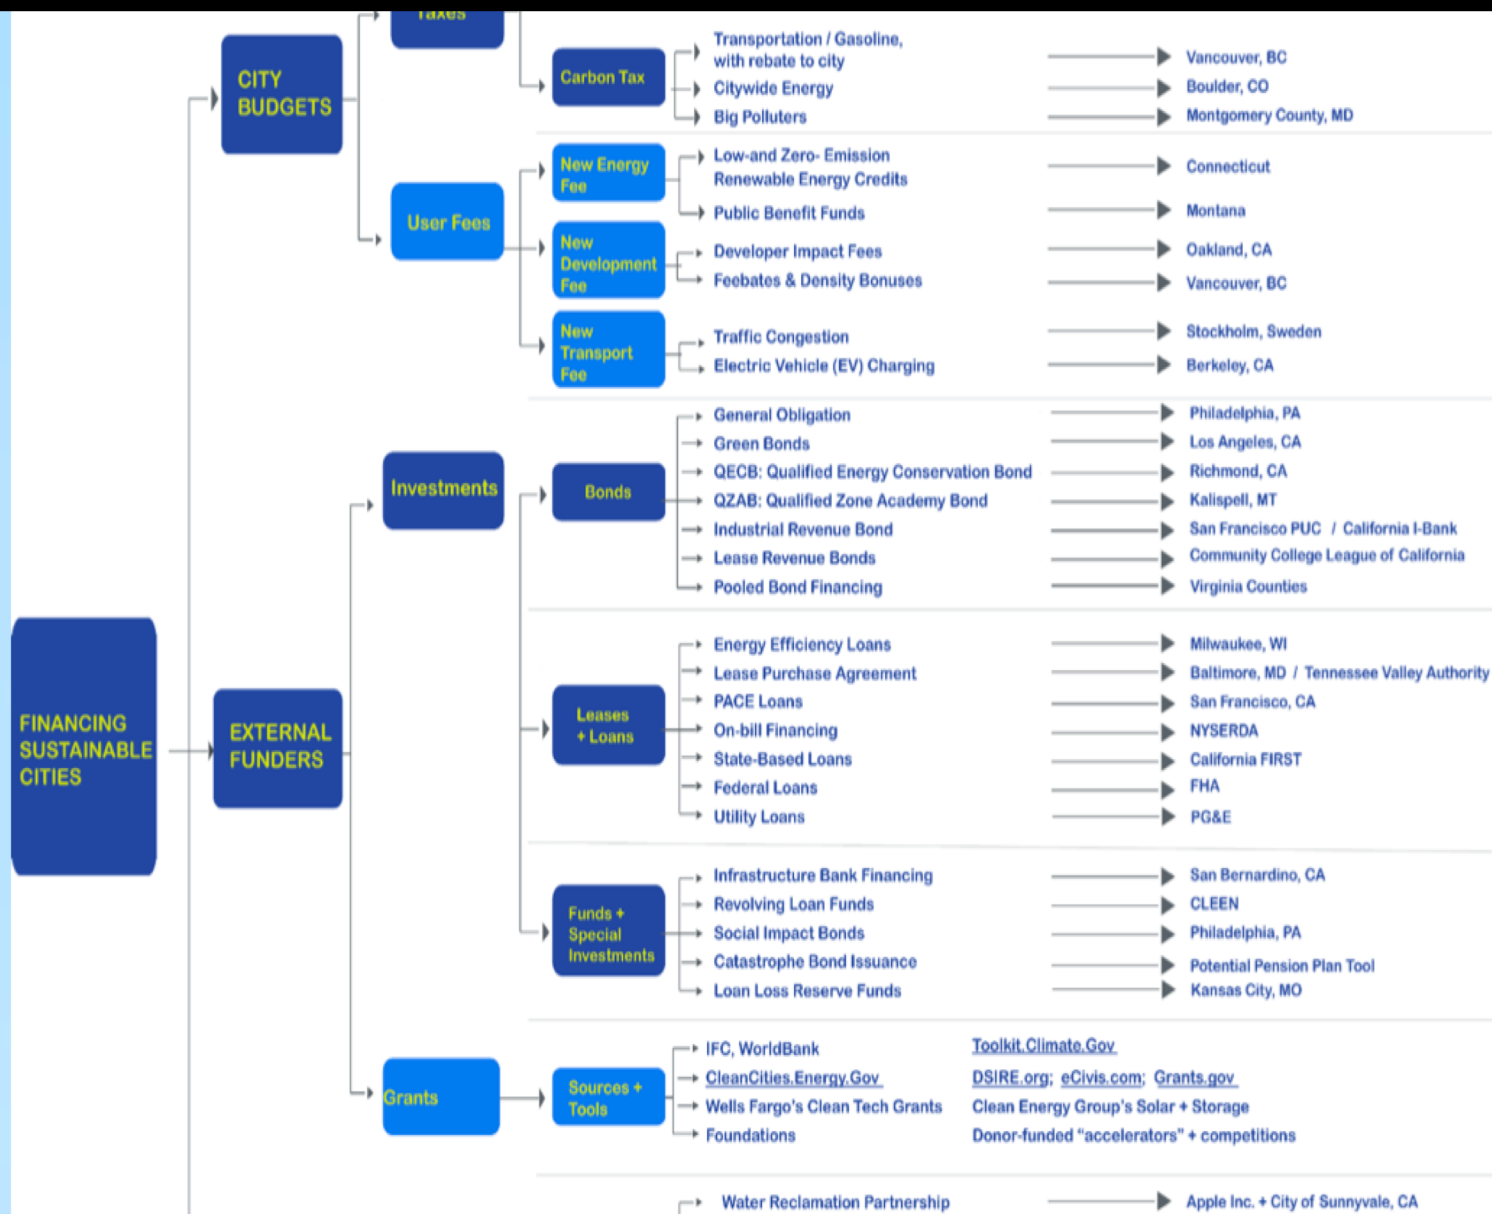 Taxes
CITY
BUDGETS
Carbon Tax
Transportation / Gasoline,
with rebate to city
Vancouver, BC
Citywide Energy
Boulder, CO
Big Polluters
Montgomery County, MD
User Fees
New Energy
Fee
Low-and Zero- Emission
Renewable Energy Credits
Connecticut
Public Benefit Funds
Montana
New
Development
Fee
Developer Impact Fees
Oakland, CA
Feebates & Density Bonuses
Vancouver, BC
New
Transport
Fee
Traffic Congestion
Stockholm, Sweden
Electric Vehicle (EV) Charging
Berkeley, CA
FINANCING
SUSTAINABLE
CITIES
EXTERNAL
FUNDERS
Investments
Bonds
General Obligation
Philadelphia, PA
Green Bonds
Los Angeles, CA
QECB: Qualified Energy Conservation Bond
Richmond, CA
QZAB: Qualified Zone Academy Bond
Kalispell, MT
Industrial Revenue Bond
San Francisco PUC / California I-Bank
Lease Revenue Bonds
Community College League of California
Pooled Bond Financing
Virginia Counties
Leases
+ Loans
Energy Efficiency Loans
Milwaukee, WI
Lease Purchase Agreement
Baltimore, MD / Tennessee Valley Authority
PACE Loans
San Francisco, CA
On-bill Financing
NYSERDA
State-Based Loans
California FIRST
Federal Loans
FHA
Utility Loans
PG&E
Funds +
Special
Investments
Infrastructure Bank Financing
San Bernardino, CA
Revolving Loan Funds
CLEEN
Social Impact Bonds
Philadelphia, PA
Catastrophe Bond Issuance
Potential Pension Plan Tool
Loan Loss Reserve Funds
Kansas City, MO
Grants
Sources +
Tools
IFC, WorldBank
Toolkit.Climate.Gov
CleanCities.Energy.Gov
DSIRE.org; eCivis.com; Grants.gov
Wells Fargo's Clean Tech Grants
Clean Energy Group's Solar + Storage
Foundations
Donor-funded "accelerators" + competitions
Water Reclamation Partnership
Apple Inc. + City of Sunnyvale, CA